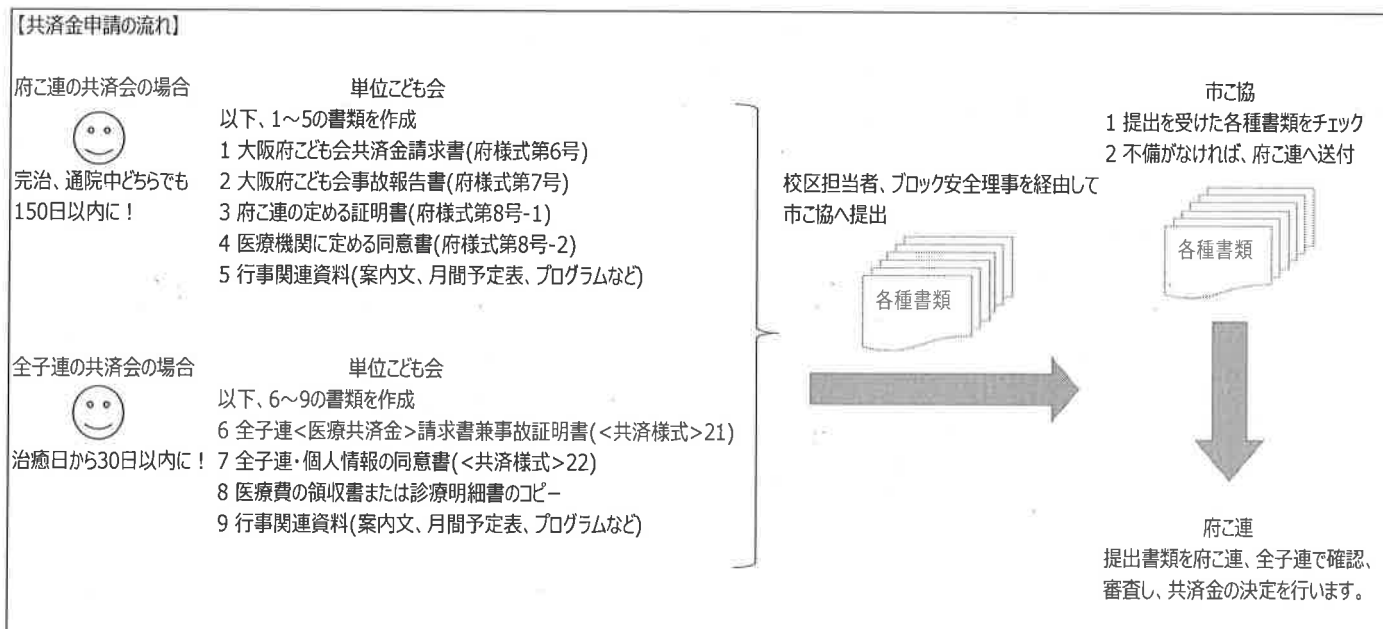 【共済金申請の流れ】
府こ連の共済会の場合
完治、通院中どちらでも
150日以内に！
単位こども会
以下、1～5の書類を作成
1 大阪府こども会共済金請求書(府様式第6号)
2 大阪府こども会事故報告書(府様式第7号)
3 府こ連の定める証明書(府様式第8号-1)
4 医療機関に定める同意書(府様式第8号-2)
5 行事関連資料(案内文、月間予定表、プログラムなど)
全子連の共済会の場合
治癒日から30日以内に！
単位こども会
以下、6～9の書類を作成
6 全子連<医療共済金>請求書兼事故証明書(<共済様式>21)
7 全子連・個人情報の同意書(<共済様式>22)
8 医療費の領収書または診療明細書のコピー
9 行事関連資料(案内文、月間予定表、プログラムなど)
校区担当者、ブロック安全理事を経由して
市こ協へ提出
各種書類
市こ協
1 提出を受けた各種書類をチェック
2 不備がなければ、府こ連へ送付
各種書類
府こ連
提出書類を府こ連、全子連で確認、
審査し、共済金の決定を行います。